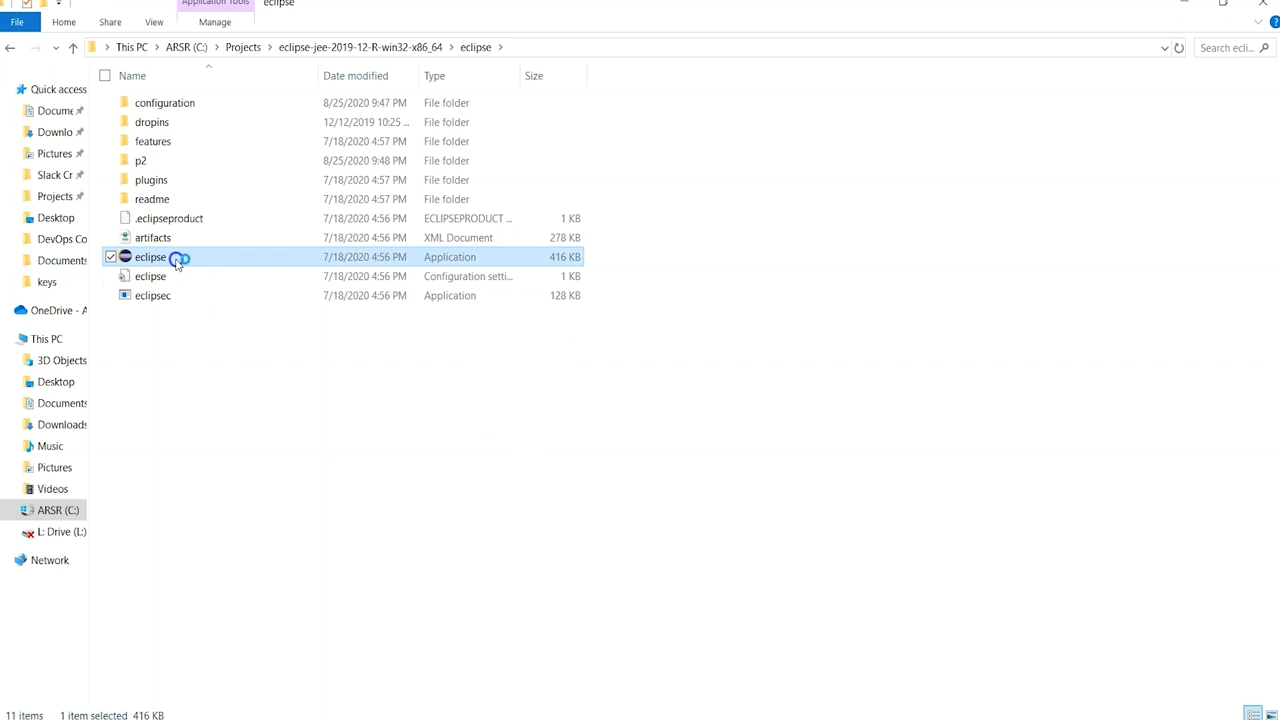 Application Tools
eclipse
File
Home
Share
View
Manage
This PC
ARSR (C:)
Projects
eclipse-jee-2019-12-R-win32-x86_64
eclipse
Search ecli...
Name
Date modified
Type
Size
configuration
8/25/2020 9:47 PM
File folder
dropins
12/12/2019 10:25 ...
File folder
features
7/18/2020 4:57 PM
File folder
p2
8/25/2020 9:48 PM
File folder
plugins
7/18/2020 4:57 PM
File folder
readme
7/18/2020 4:57 PM
File folder
.eclipseproduct
7/18/2020 4:56 PM
ECLIPSEPRODUCT ...
1 KB
artifacts
7/18/2020 4:56 PM
XML Document
278 KB
eclipse
7/18/2020 4:56 PM
Application
416 KB
eclipse
7/18/2020 4:56 PM
Configuration setti...
1 KB
eclipsec
7/18/2020 4:56 PM
Application
128 KB
Quick access
Docume
Downlo
Pictures
Slack Cr
Projects
Desktop
DevOps Co
Documents
keys
OneDrive - A
This PC
3D Objects
Desktop
Documents
Downloads
Music
Pictures
Videos
ARSR (C:)
L: Drive (L:)
Network
11 items
1 item selected 416 KB